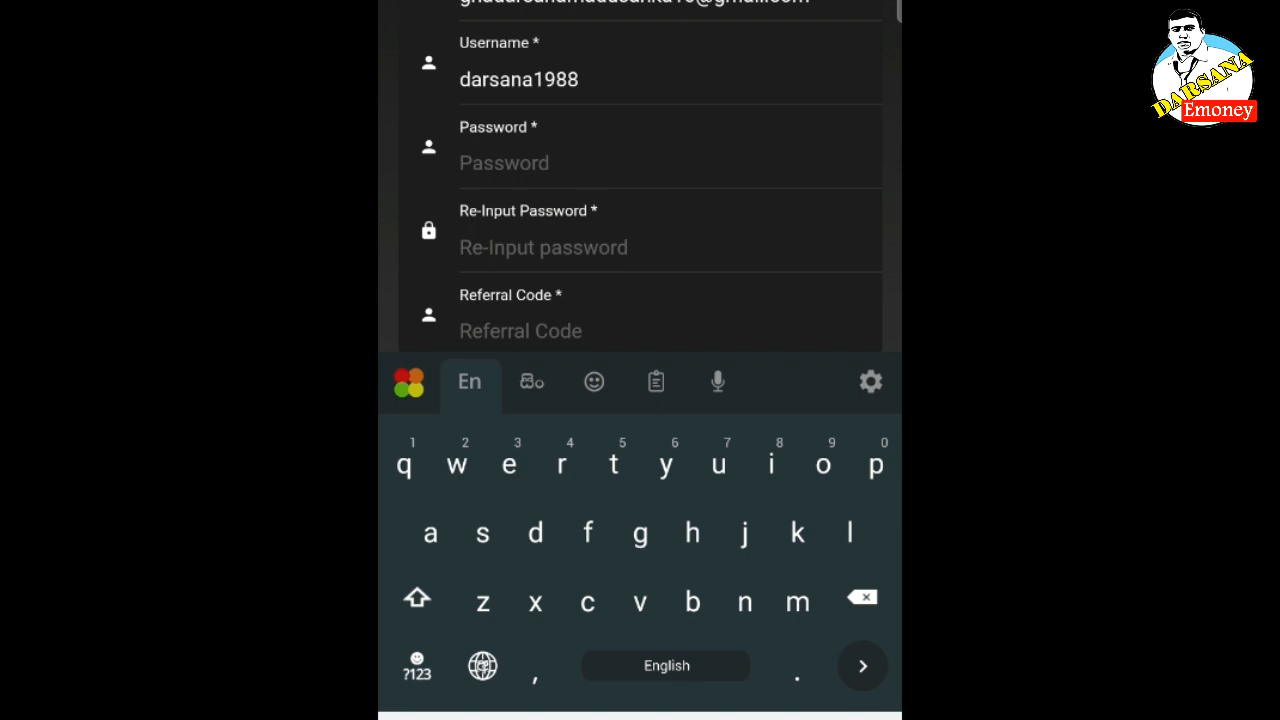 Username *
darsana1988
Password *
Password
Re-Input Password *
Re-Input password
Referral Code *
Referral Code
DARSANA
Emoney
En
1 2 3 4 5 6 7 8 9 0
q w e r t y u i o p
a s d f g h j k l
z x c v b n m
?123 , English .